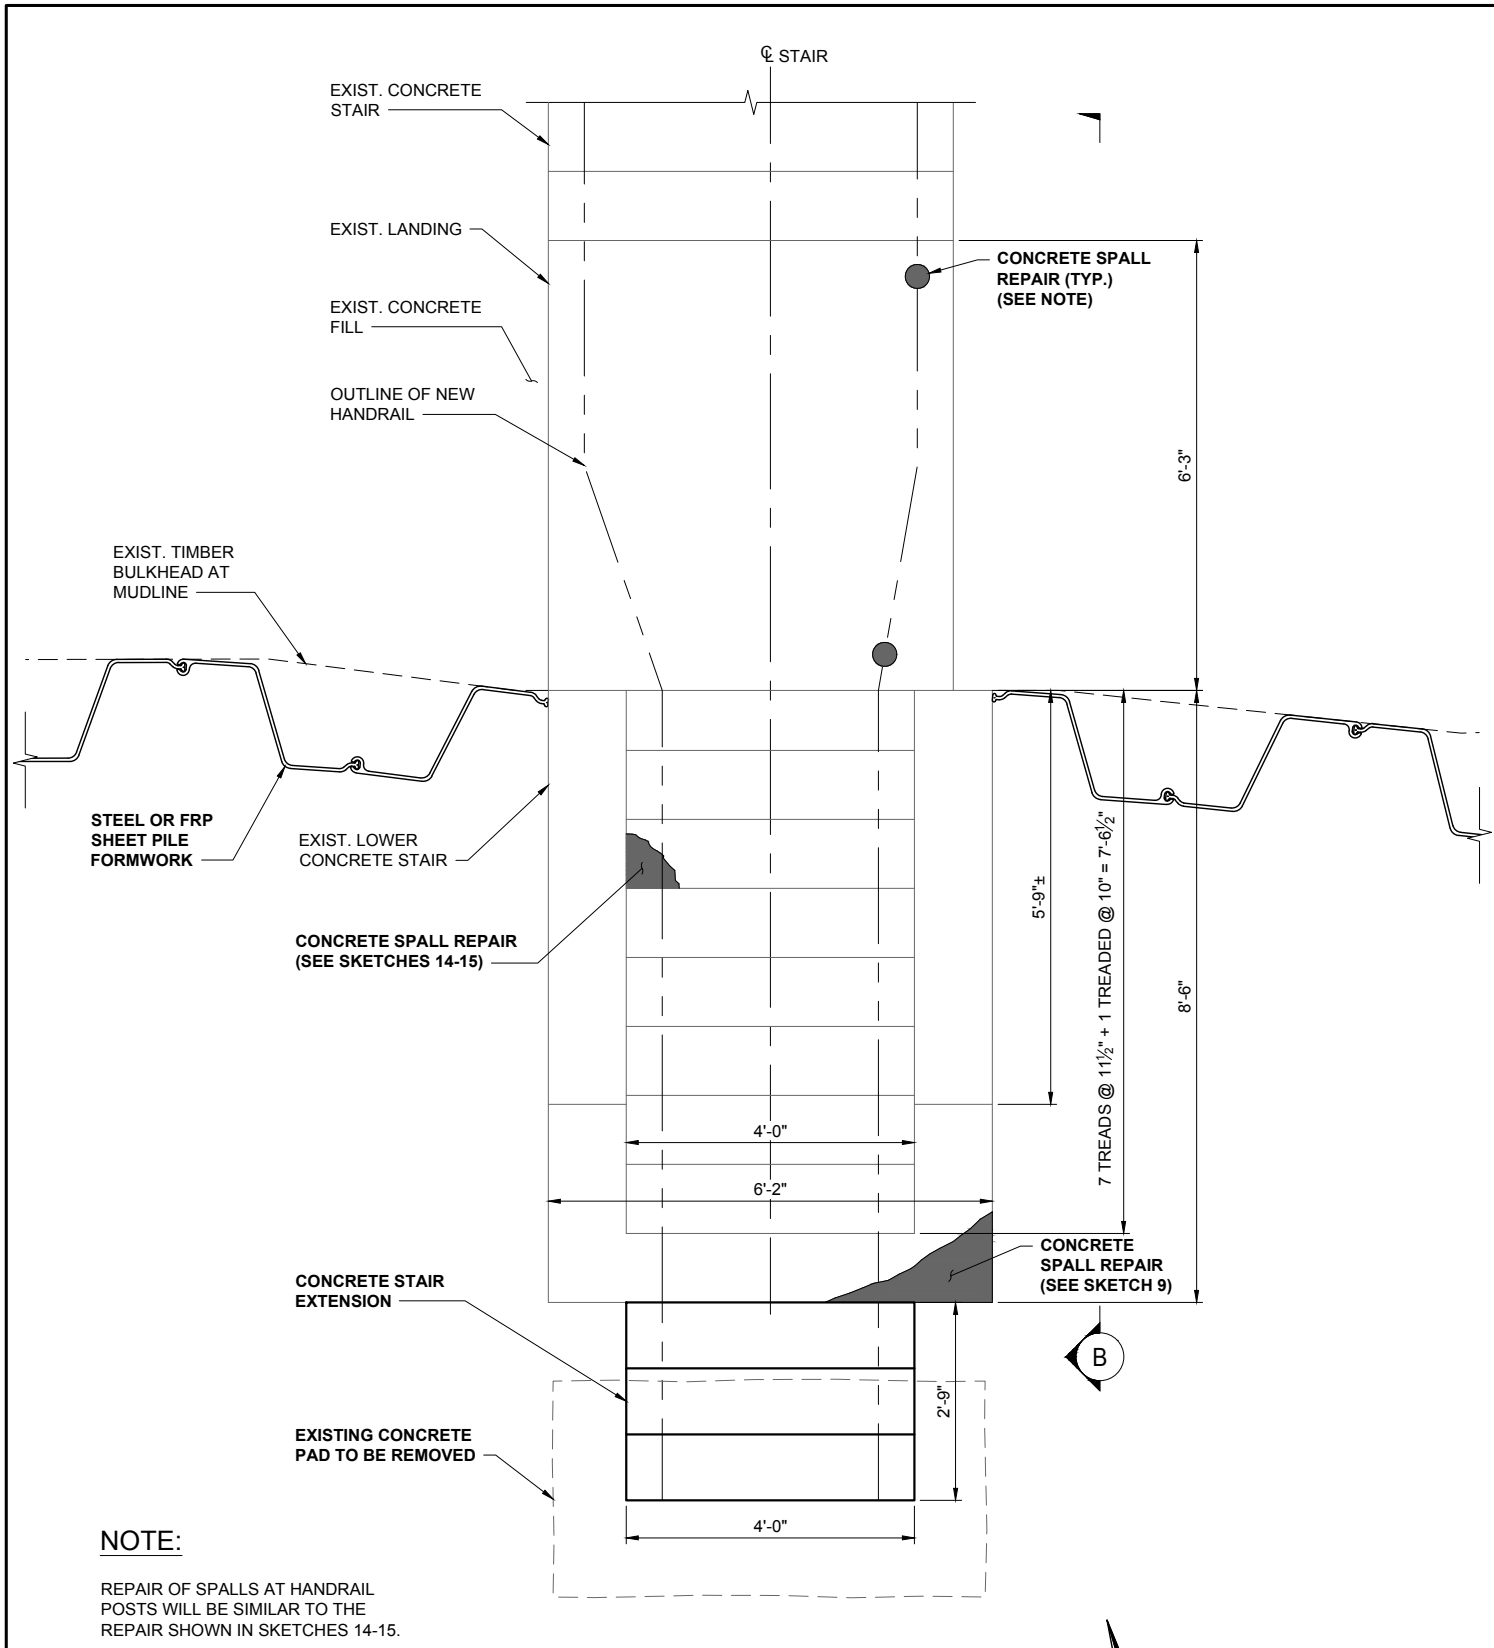 ℄ STAIR
EXIST. CONCRETE
STAIR
EXIST. LANDING
CONCRETE SPALL
REPAIR (TYP.)
(SEE NOTE)
EXIST. CONCRETE
FILL
OUTLINE OF NEW
HANDRAIL
6'-3"
EXIST. TIMBER
BULKHEAD AT
MUDLINE
STEEL OR FRP
SHEET PILE
FORMWORK
EXIST. LOWER
CONCRETE STAIR
5'-9"±
7 TREADS @ 11½" + 1 TREADED @ 10" = 7'-6½"
8'-6"
CONCRETE SPALL REPAIR
(SEE SKETCHES 14-15)
4'-0"
6'-2"
CONCRETE
SPALL REPAIR
(SEE SKETCH 9)
CONCRETE STAIR
EXTENSION
B
2'-9"
EXISTING CONCRETE
PAD TO BE REMOVED
4'-0"
NOTE:
REPAIR OF SPALLS AT HANDRAIL
POSTS WILL BE SIMILAR TO THE
REPAIR SHOWN IN SKETCHES 14-15.